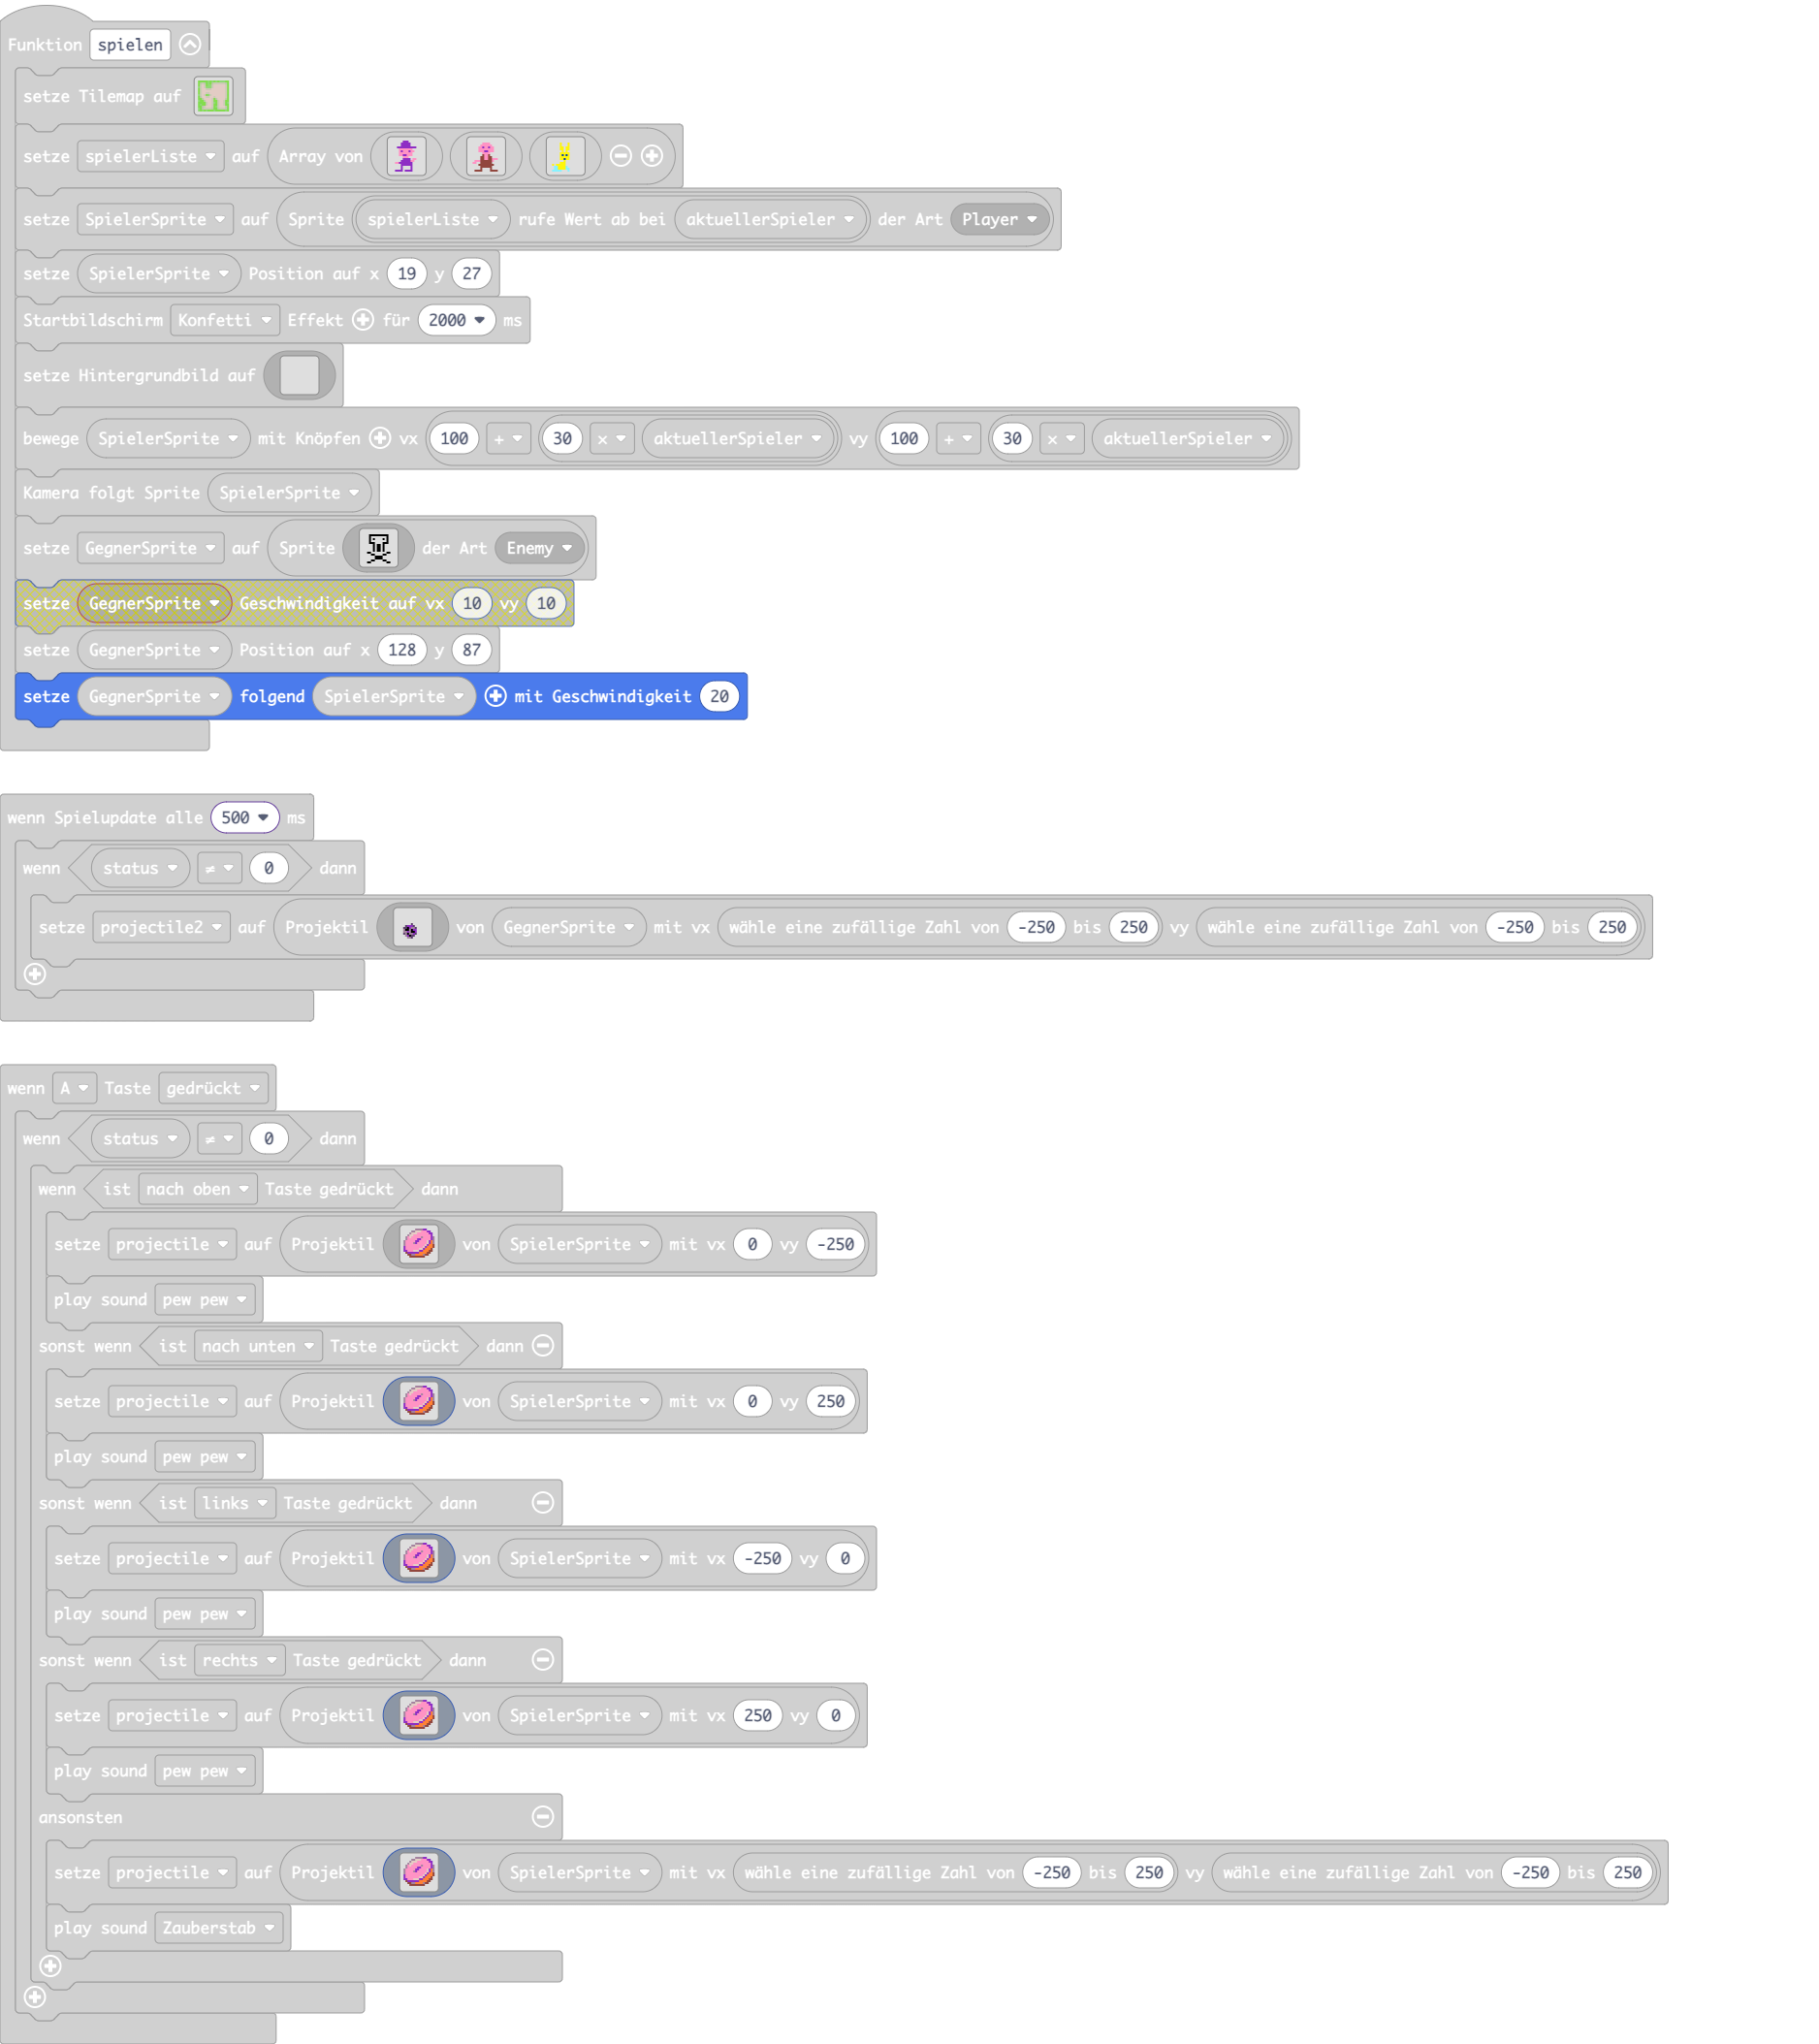 Funktion spielen
setze Tilemap auf
setze spielerListe auf Array von
setze SpielerSprite auf Sprite spielerListe rufe Wert ab bei aktuellerSpieler der Art Player
setze SpielerSprite Position auf x 19 y 27
Startbildschirm Konfetti Effekt für 2000 ms
setze Hintergrundbild auf
bewege SpielerSprite mit Knöpfen vx 100 + 30 × aktuellerSpieler vy 100 + 30 × aktuellerSpieler
Kamera folgt Sprite SpielerSprite
setze GegnerSprite auf Sprite der Art Enemy
setze GegnerSprite Geschwindigkeit auf vx 10 vy 10
setze GegnerSprite Position auf x 128 y 87
setze GegnerSprite folgend SpielerSprite mit Geschwindigkeit 20
wenn Spielupdate alle 500 ms
wenn status ≠ 0 dann
setze projectile2 auf Projektil von GegnerSprite mit vx wähle eine zufällige Zahl von -250 bis 250 vy wähle eine zufällige Zahl von -250 bis 250
wenn A Taste gedrückt
wenn status ≠ 0 dann
wenn ist nach oben Taste gedrückt dann
setze projectile auf Projektil von SpielerSprite mit vx 0 vy -250
play sound pew pew
sonst wenn ist nach unten Taste gedrückt dann
setze projectile auf Projektil von SpielerSprite mit vx 0 vy 250
play sound pew pew
sonst wenn ist links Taste gedrückt dann
setze projectile auf Projektil von SpielerSprite mit vx -250 vy 0
play sound pew pew
sonst wenn ist rechts Taste gedrückt dann
setze projectile auf Projektil von SpielerSprite mit vx 250 vy 0
play sound pew pew
ansonsten
setze projectile auf Projektil von SpielerSprite mit vx wähle eine zufällige Zahl von -250 bis 250 vy wähle eine zufällige Zahl von -250 bis 250
play sound Zauberstab